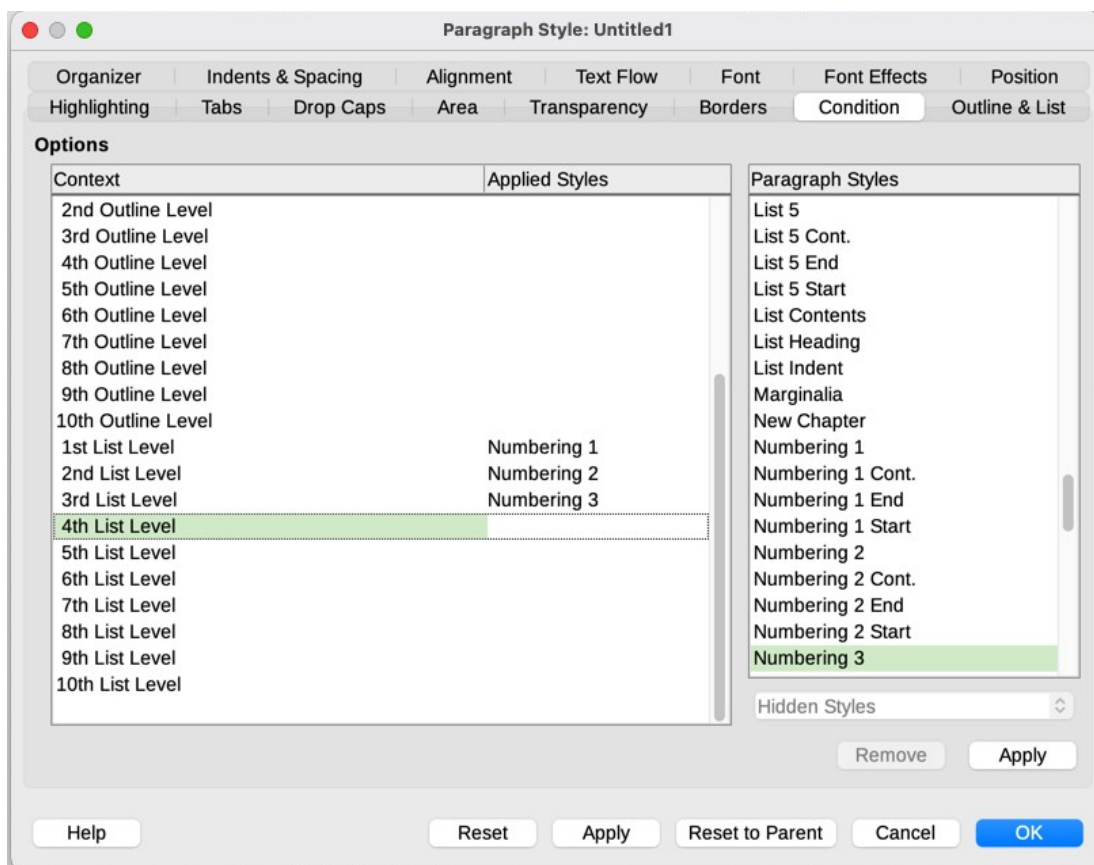 Paragraph Style: Untitled1
Organizer Indents & Spacing Alignment Text Flow Font Font Effects Position
Highlighting Tabs Drop Caps Area Transparency Borders Condition Outline & List
Options
Context Applied Styles
2nd Outline Level
3rd Outline Level
4th Outline Level
5th Outline Level
6th Outline Level
7th Outline Level
8th Outline Level
9th Outline Level
10th Outline Level
1st List Level Numbering 1
2nd List Level Numbering 2
3rd List Level Numbering 3
4th List Level
5th List Level
6th List Level
7th List Level
8th List Level
9th List Level
10th List Level
Paragraph Styles
List 5
List 5 Cont.
List 5 End
List 5 Start
List Contents
List Heading
List Indent
Marginalia
New Chapter
Numbering 1
Numbering 1 Cont.
Numbering 1 End
Numbering 1 Start
Numbering 2
Numbering 2 Cont.
Numbering 2 End
Numbering 2 Start
Numbering 3
Hidden Styles
Remove Apply
Help Reset Apply Reset to Parent Cancel OK